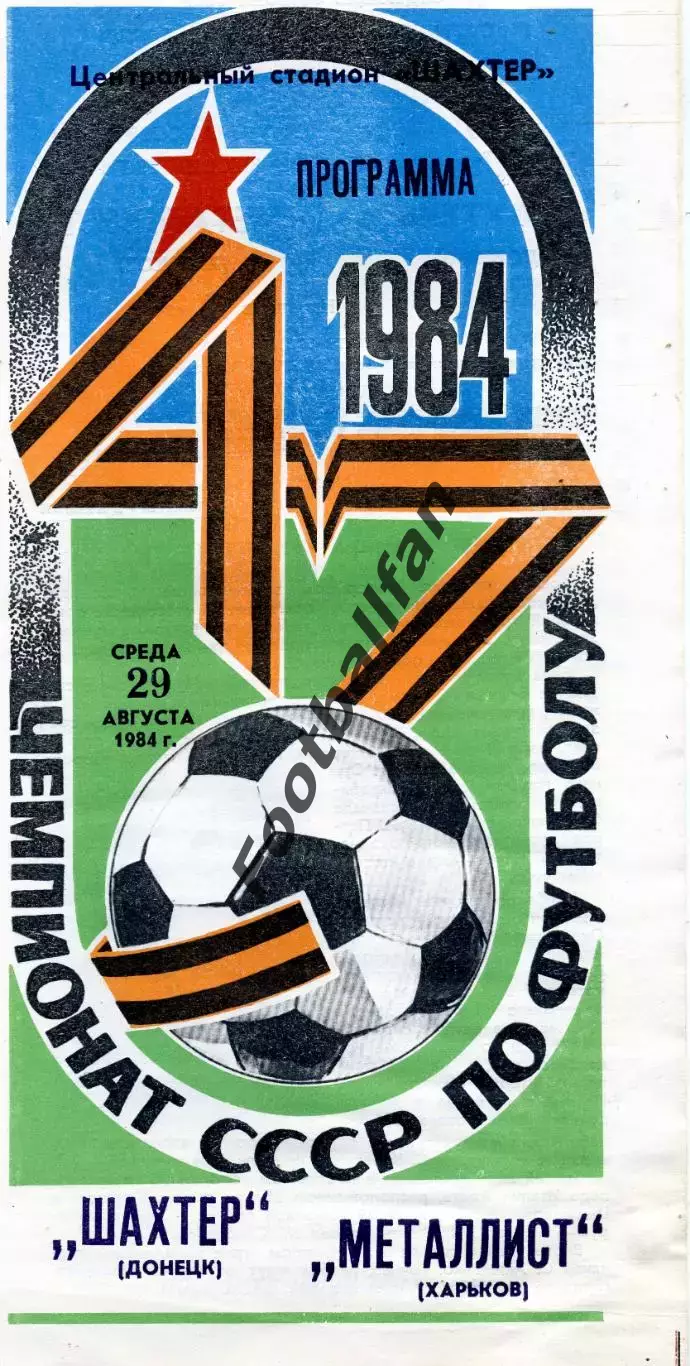 Центральный стадион «ШАХТЕР»
ПРОГРАММА
1984
СРЕДА
29
АВГУСТА
1984 г.
Footballfan
ЧЕМПИОНАТ СССР ПО ФУТБОЛУ
„ШАХТЕР“
(ДОНЕЦК)
„МЕТАЛЛИСТ“
(ХАРЬКОВ)